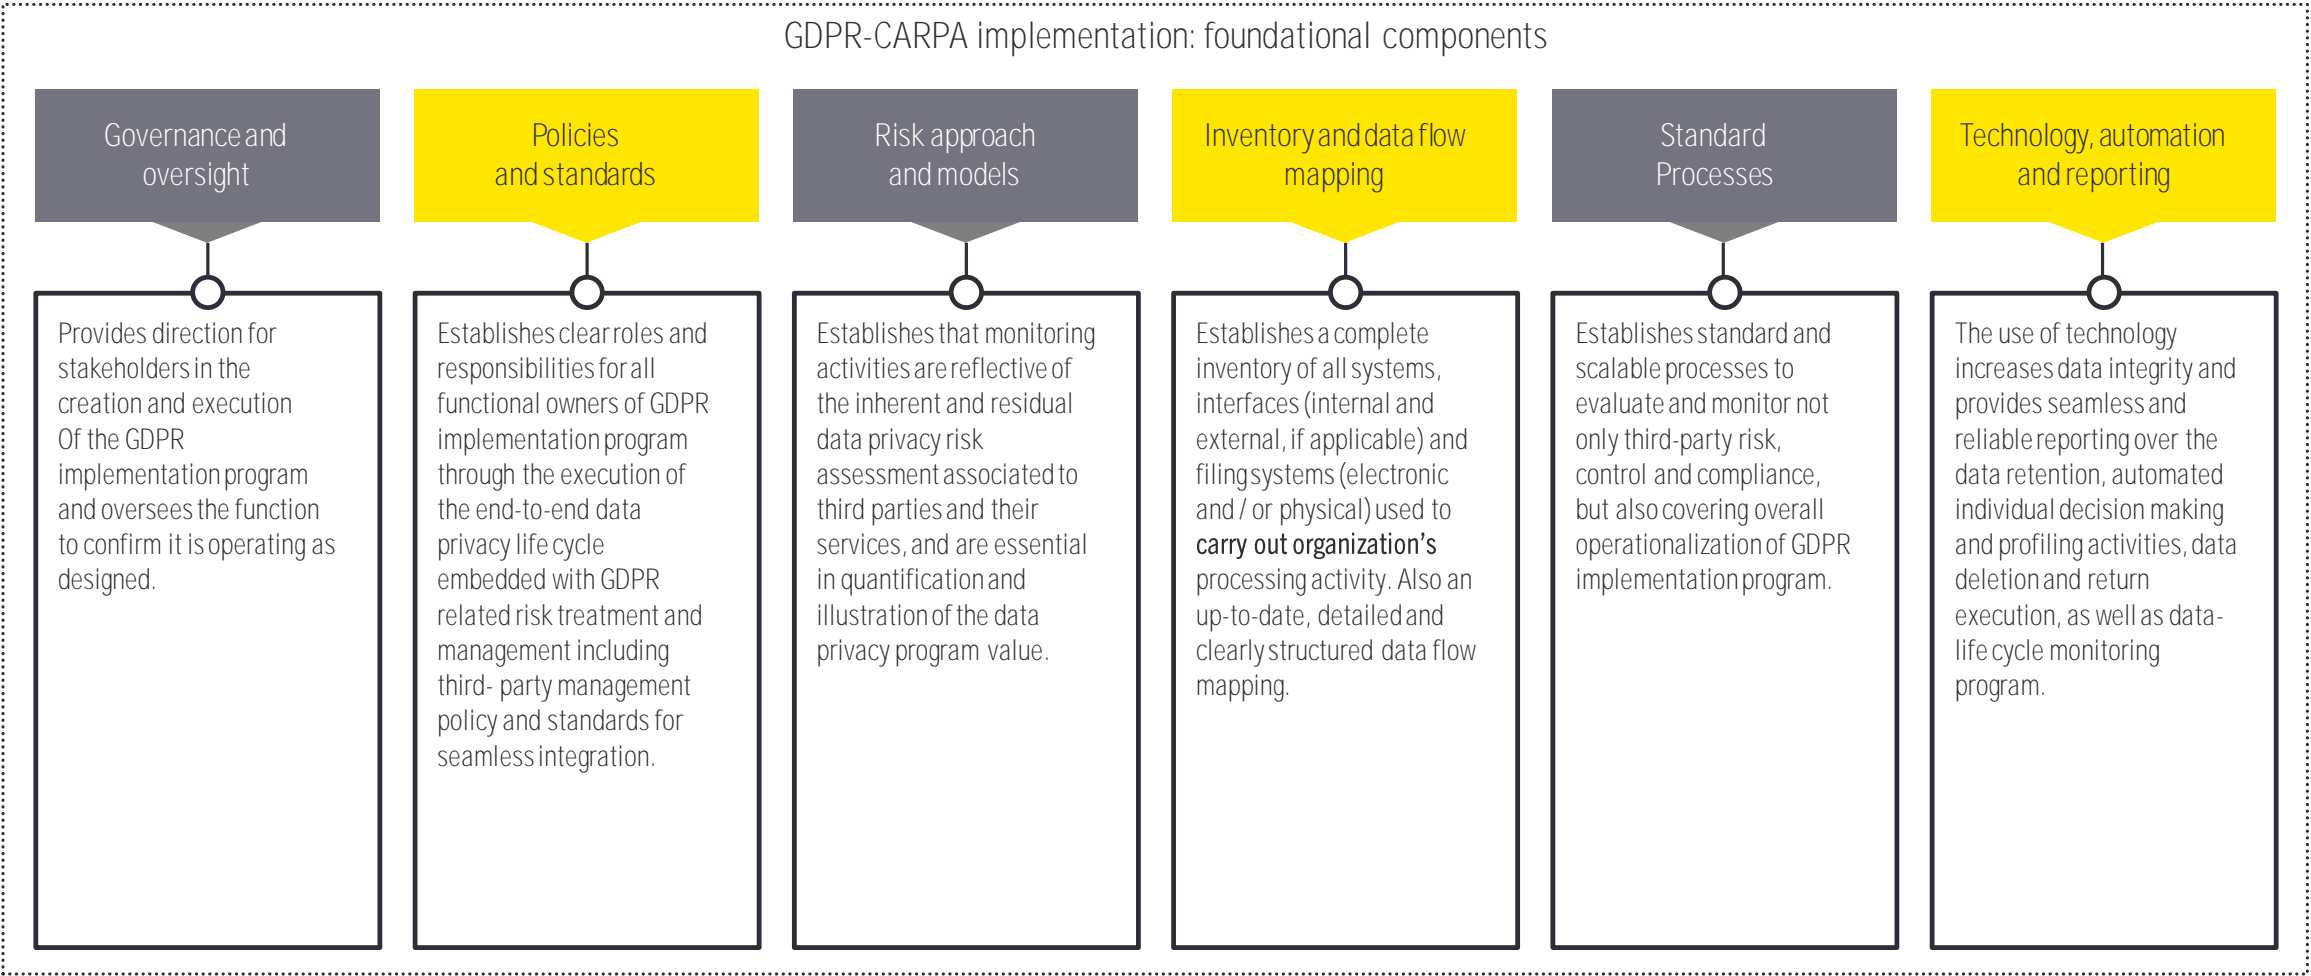 GDPR-CARPA implementation: foundational components
Governance and
oversight
Provides direction for
stakeholders in the
creation and execution
Of the GDPR
implementation program
and oversees the function
to confirm it is operating as
designed.
Policies
and standards
Establishes clear roles and
responsibilities for all
functional owners of GDPR
implementation program
through the execution of
the end-to-end data
privacy life cycle
embedded with GDPR
related risk treatment and
management including
third- party management
policy and standards for
seamless integration.
Risk approach
and models
Establishes that monitoring
activities are reflective of
the inherent and residual
data privacy risk
assessment associated to
third parties and their
services, and are essential
in quantification and
illustration of the data
privacy program value.
Inventory and data flow
mapping
Establishes a complete
inventory of all systems,
interfaces (internal and
external, if applicable) and
filing systems (electronic
and / or physical) used to
carry out organization’s
processing activity. Also an
up-to-date, detailed and
clearly structured data flow
mapping.
Standard
Processes
Establishes standard and
scalable processes to
evaluate and monitor not
only third-party risk,
control and compliance,
but also covering overall
operationalization of GDPR
implementation program.
Technology, automation
and reporting
The use of technology
increases data integrity and
provides seamless and
reliable reporting over the
data retention, automated
individual decision making
and profiling activities, data
deletion and return
execution, as well as data-
life cycle monitoring
program.